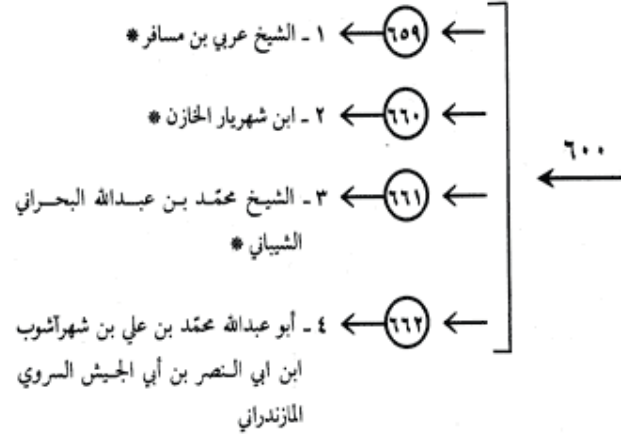 ٦٠٠
٦٥٩ ١ ـ الشيخ عربي بن مسافر *
٦٦٠ ٢ ـ ابن شهريار الخازن *
٦٦١ ٣ ـ الشيخ محمّد بن عبدالله البحراني
الشيباني *
٦٦٢ ٤ ـ أبو عبدالله محمّد بن علي بن شهرآشوب
ابن ابي النصر بن أبي الجيش السروي
المازندراني